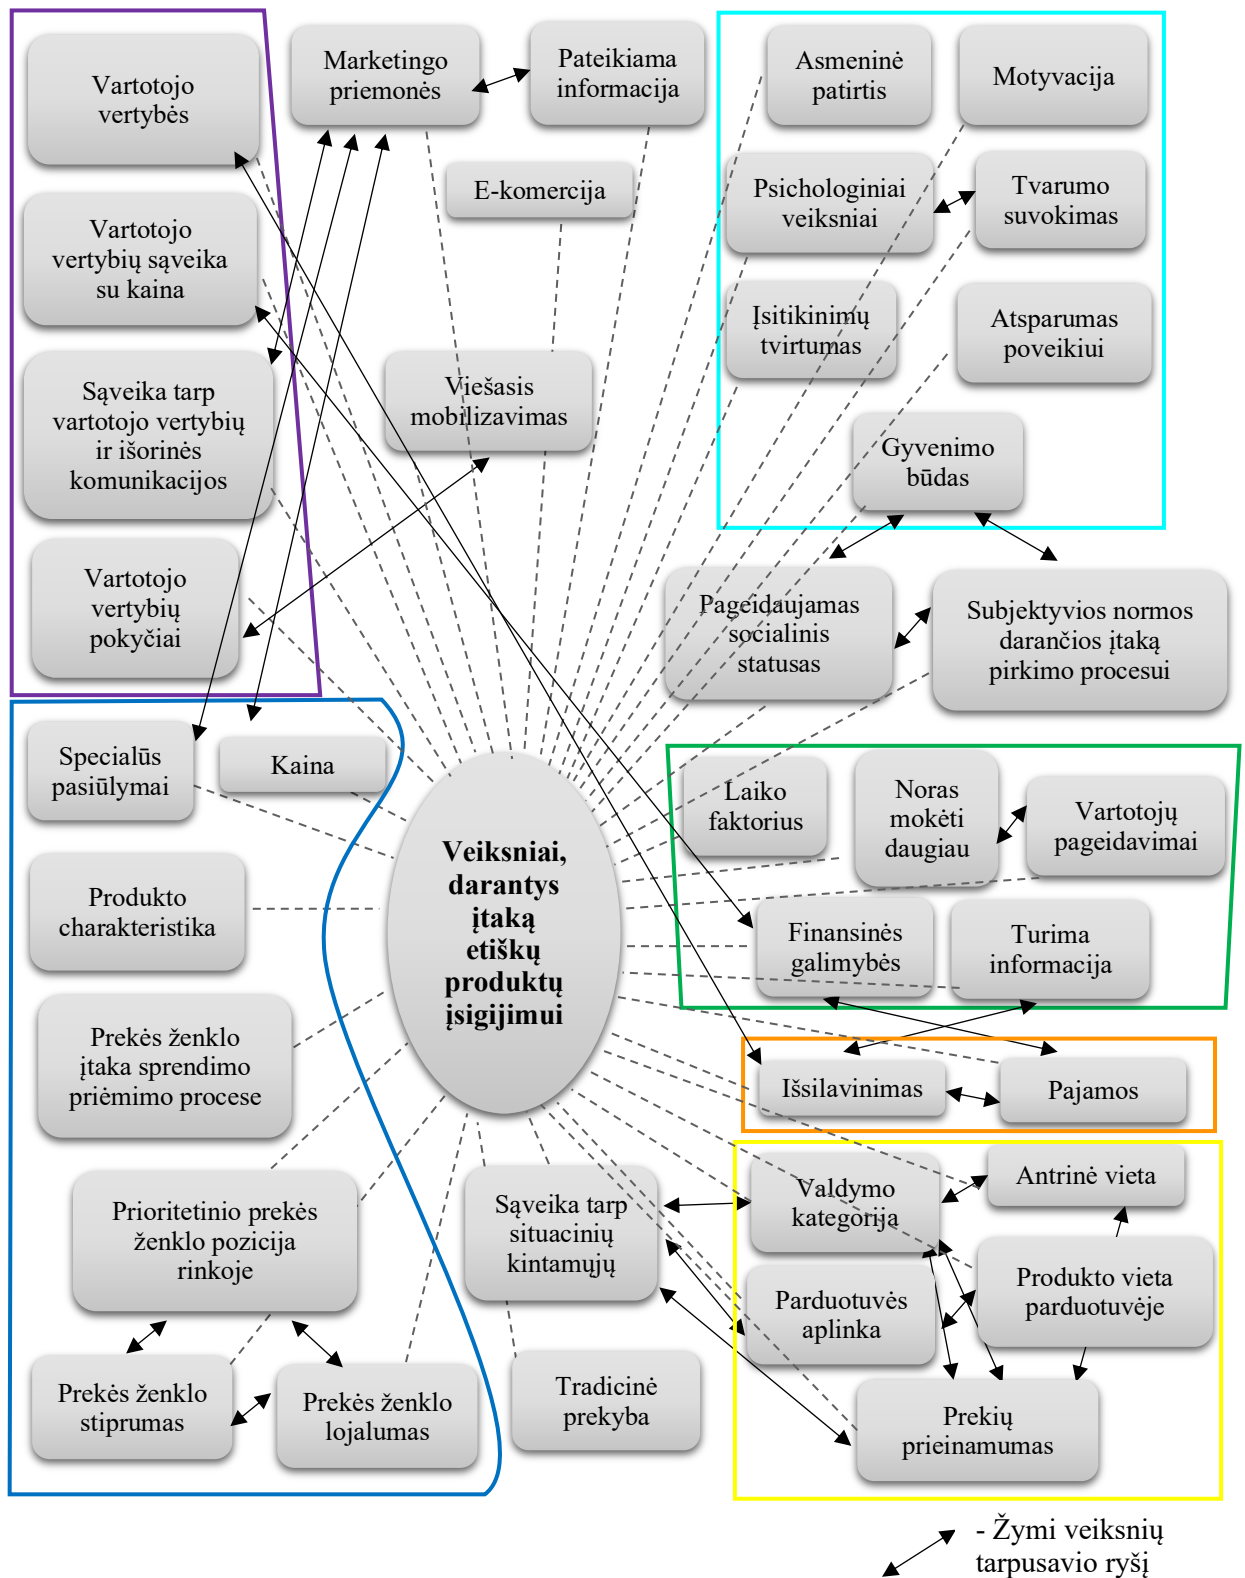 Vartotojo
vertybės
Marketingo
priemonės
Pateikiama
informacija
Asmeninė
patirtis
Motyvacija
E-komercija
Psichologiniai
veiksniai
Tvarumo
suvokimas
Vartotojo
vertybių sąveika
su kaina
Įsitikinimų
tvirtumas
Atsparumas
poveikiui
Sąveika tarp
vartotojo vertybių
ir išorinės
komunikacijos
Viešasis
mobilizavimas
Gyvenimo
būdas
Vartotojo
vertybių
pokyčiai
Pageidaujamas
socialinis
statusas
Subjektyvios normos
darančios įtaką
pirkimo procesui
Specialūs
pasiūlymai
Kaina
Laiko
faktorius
Noras
mokėti
daugiau
Vartotojų
pageidavimai
Veiksniai,
darantys
įtaką
etiškų
produktų
įsigijimui
Produkto
charakteristika
Finansinės
galimybės
Turima
informacija
Prekės ženklo
įtaka sprendimo
priėmimo procese
Išsilavinimas
Pajamos
Prioritetinio prekės
ženklo pozicija
rinkoje
Sąveika tarp
situacinių
kintamųjų
Valdymo
kategorija
Antrinė vieta
Parduotuvės
aplinka
Produkto vieta
parduotuvėje
Prekės ženklo
stiprumas
Prekės ženklo
lojalumas
Tradicinė
prekyba
Prekių
prieinamumas
- Žymi veiksnių
tarpusavio ryšį